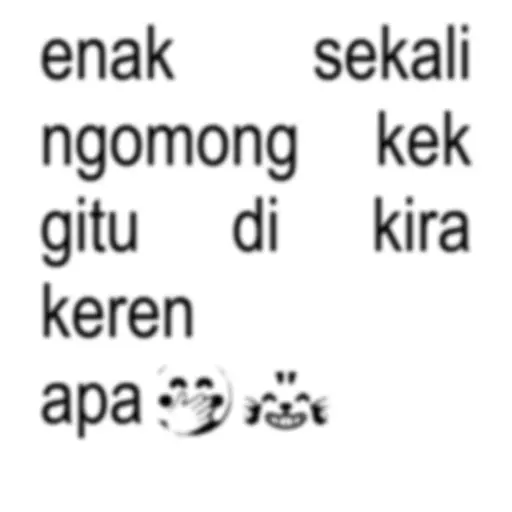 enak sekali
ngomong kek
gitu di kira
keren
apa🤭😸